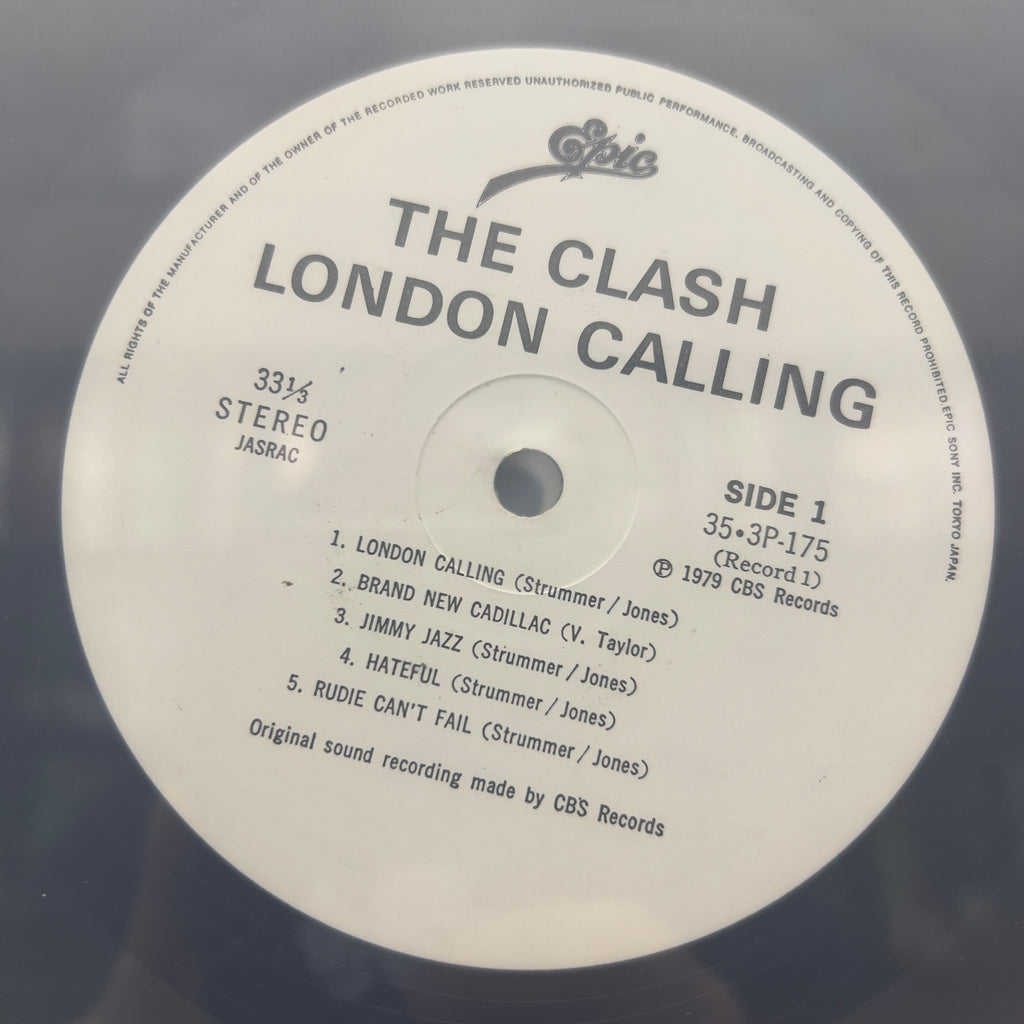 ALL RIGHTS OF THE MANUFACTURER AND OF THE OWNER OF THE RECORDED WORK RESERVED UNAUTHORIZED PUBLIC PERFORMANCE, BROADCASTING AND COPYING OF THIS RECORD PROHIBITED. EPIC SONY INC. TOKYO JAPAN.
Epic
THE CLASH
LONDON CALLING
33⅓
STEREO
JASRAC
SIDE 1
35•3P-175
(Record 1)
℗ 1979 CBS Records
1. LONDON CALLING (Strummer/Jones)
2. BRAND NEW CADILLAC (V. Taylor)
3. JIMMY JAZZ (Strummer/Jones)
4. HATEFUL (Strummer/Jones)
5. RUDIE CAN'T FAIL (Strummer/Jones)
Original sound recording made by CBS Records